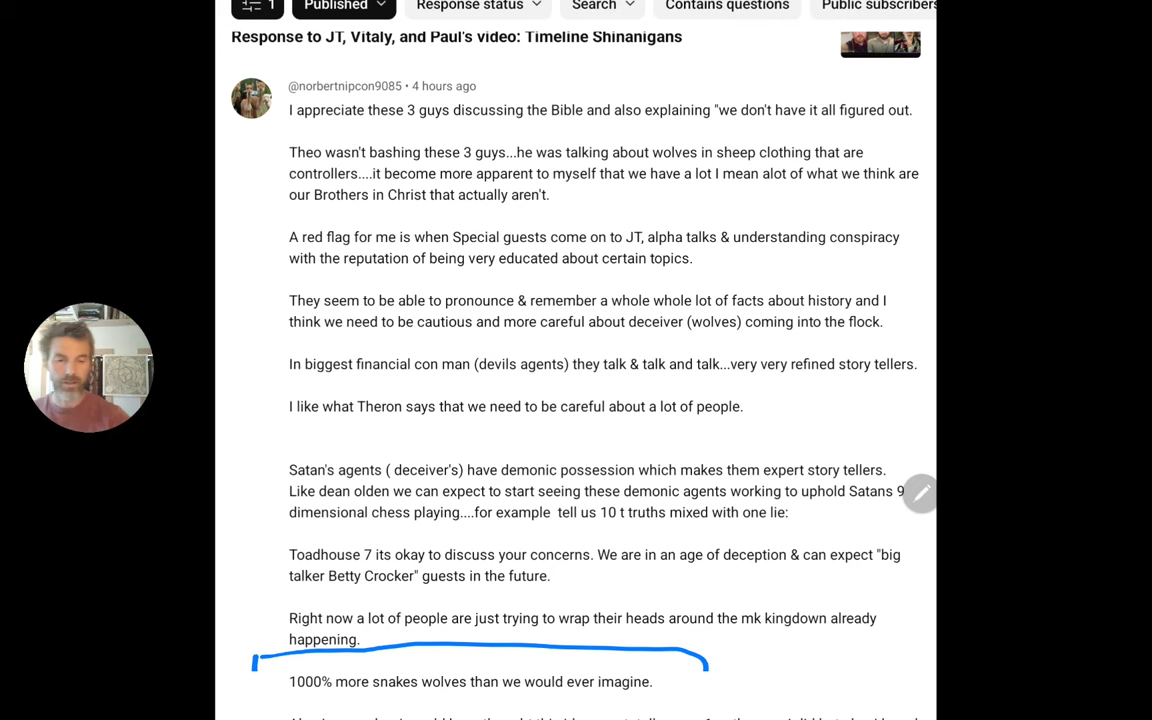 1
Published
Response status
Search
Contains questions
Public subscribers
Response to JT, Vitaly, and Paul's video: Timeline Shinanigans
@norbertnipcon9085 • 4 hours ago
I appreciate these 3 guys discussing the Bible and also explaining "we don't have it all figured out.
Theo wasn't bashing these 3 guys...he was talking about wolves in sheep clothing that are
controllers....it become more apparent to myself that we have a lot I mean alot of what we think are
our Brothers in Christ that actually aren't.
A red flag for me is when Special guests come on to JT, alpha talks & understanding conspiracy
with the reputation of being very educated about certain topics.
They seem to be able to pronounce & remember a whole whole lot of facts about history and I
think we need to be cautious and more careful about deceiver (wolves) coming into the flock.
In biggest financial con man (devils agents) they talk & talk and talk...very very refined story tellers.
I like what Theron says that we need to be careful about a lot of people.
Satan's agents ( deceiver's) have demonic possession which makes them expert story tellers.
Like dean olden we can expect to start seeing these demonic agents working to uphold Satans 9
dimensional chess playing....for example tell us 10 t truths mixed with one lie:
Toadhouse 7 its okay to discuss your concerns. We are in an age of deception & can expect "big
talker Betty Crocker" guests in the future.
Right now a lot of people are just trying to wrap their heads around the mk kingdown already
happening.
1000% more snakes wolves than we would ever imagine.